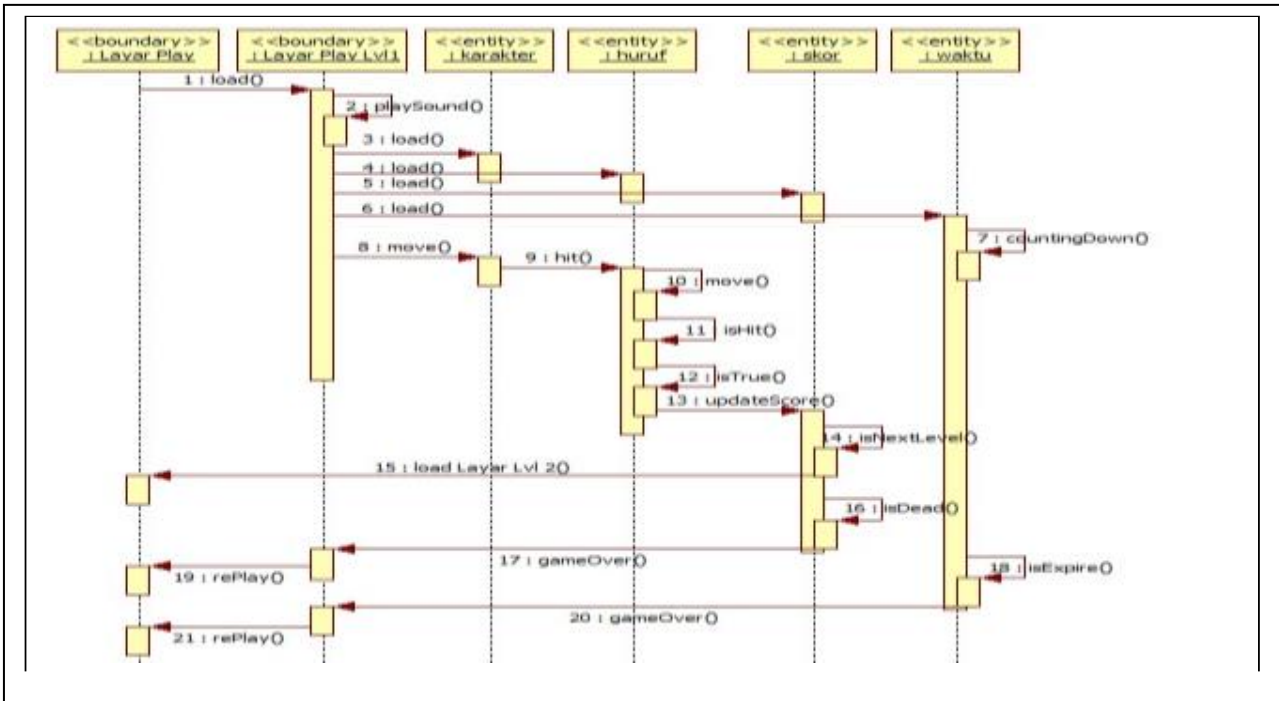 <<boundary>>
: Layar Play
<<boundary>>
: Layar Play Lvl1
<<entity>>
: karakter
<<entity>>
: huruf
<<entity>>
: skor
<<entity>>
: waktu
1 : load()
2 : playSound()
3 : load()
4 : load()
5 : load()
6 : load()
7 : countingDown()
8 : move()
9 : hit()
10 : move()
11 : isHit()
12 : isTrue()
13 : updateScore()
14 : isNextLevel()
15 : load Layar Lvl 2()
16 : isDead()
17 : gameOver()
18 : isExpire()
19 : rePlay()
20 : gameOver()
21 : rePlay()